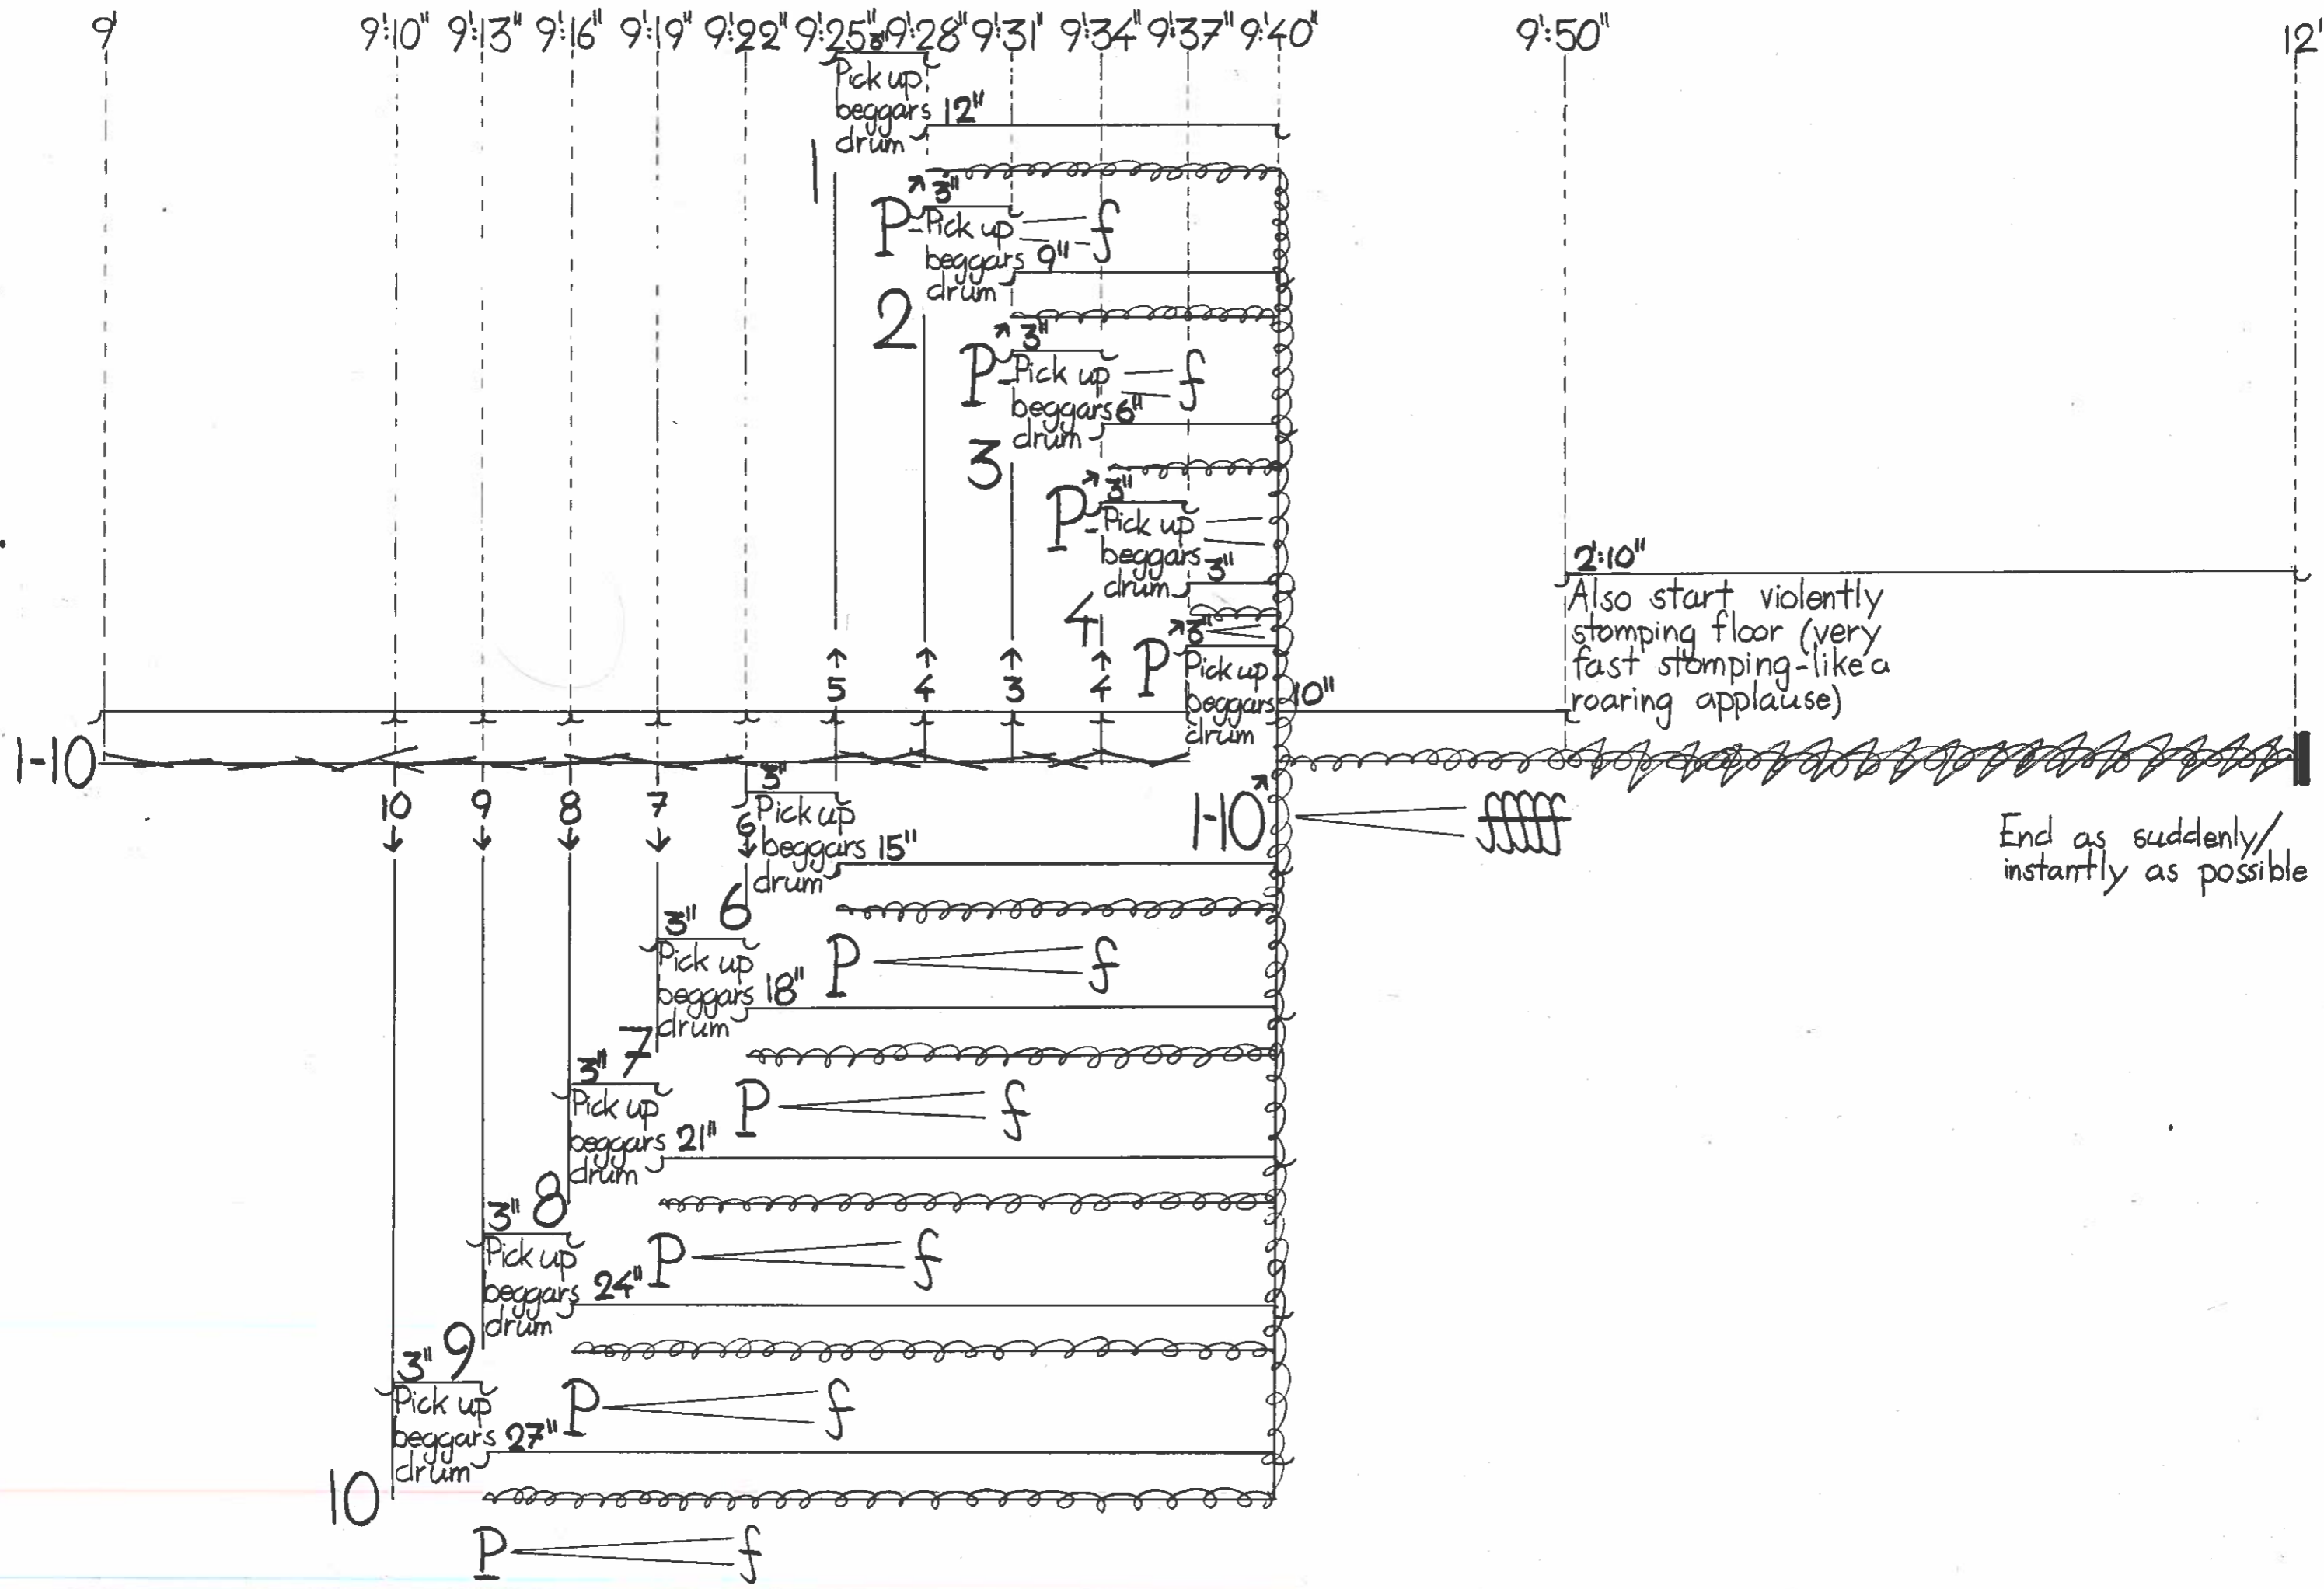 9' 9':10" 9':13" 9':16" 9':19" 9':22" 9':25" 3" 9':28" 9':31" 9':34" 9':37" 9':40" 9':50" 12'
Pick up
beggars 12"
drum
1
3"
P Pick up f
beggars 9"
drum
2
3"
P Pick up f
beggars 6"
drum
3
3"
P Pick up
beggars 3"
drum
4
2':10"
Also start violently
stomping floor (very
fast stomping-like a
roaring applause)
3"
P Pick up
beggars 10"
drum
5 4 3 4
1-10
10 9 8 7 6
3"
Pick up
beggars 15"
drum
1-10 fffff
End as suddenly/
instantly as possible
6
3"
Pick up P f
beggars 18"
drum
7
3"
Pick up P f
beggars 21"
drum
8
3"
Pick up P f
beggars 24"
drum
9
3"
Pick up P f
beggars 27"
drum
10
P f